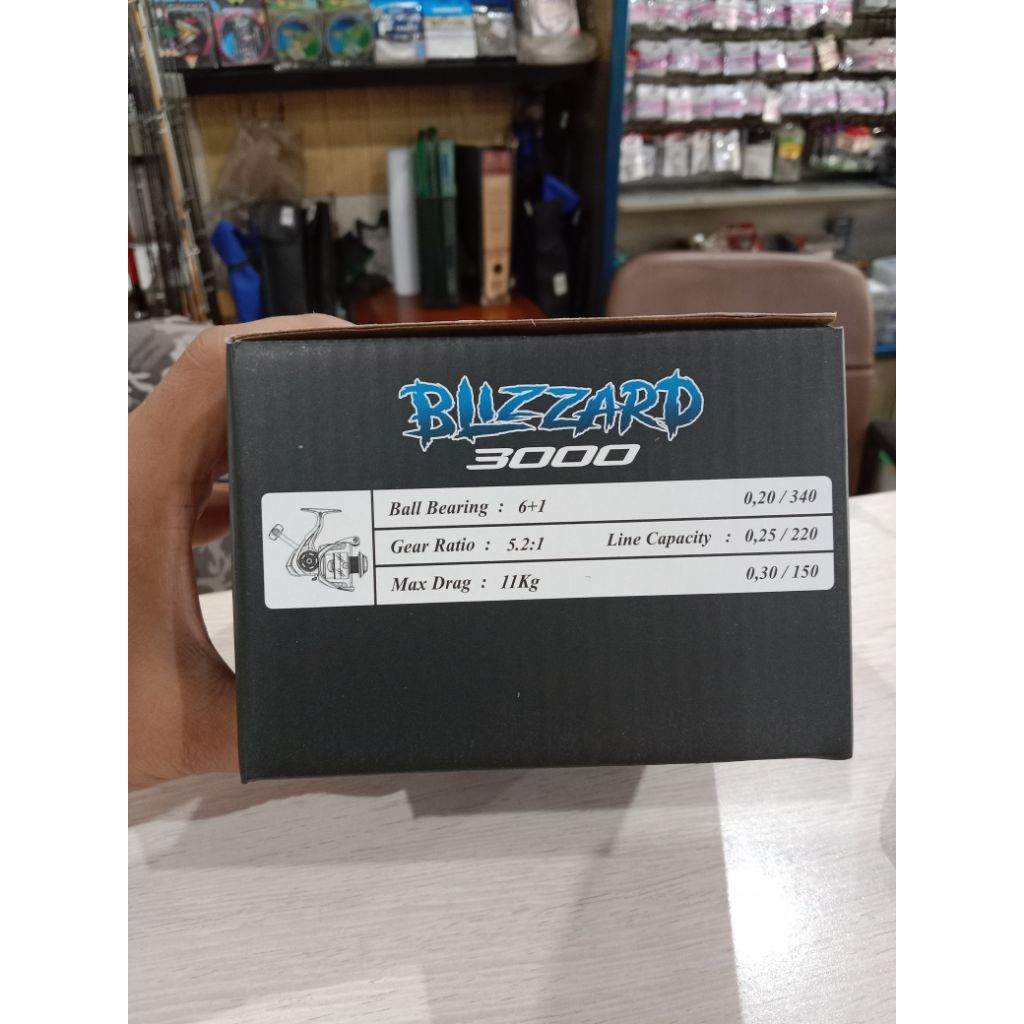 BLIZZARD
3000
Ball Bearing : 6+1 0,20 / 340
Gear Ratio : 5.2:1 Line Capacity : 0,25 / 220
Max Drag : 11Kg 0,30 / 150